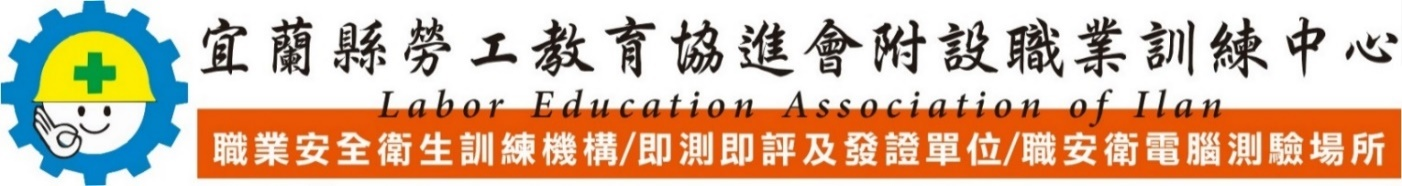 宜蘭縣勞工教育協進會附設職業訓練中心
Labor Education Association of Ilan
職業安全衛生訓練機構/即測即評及發證單位/職安衛電腦測驗場所